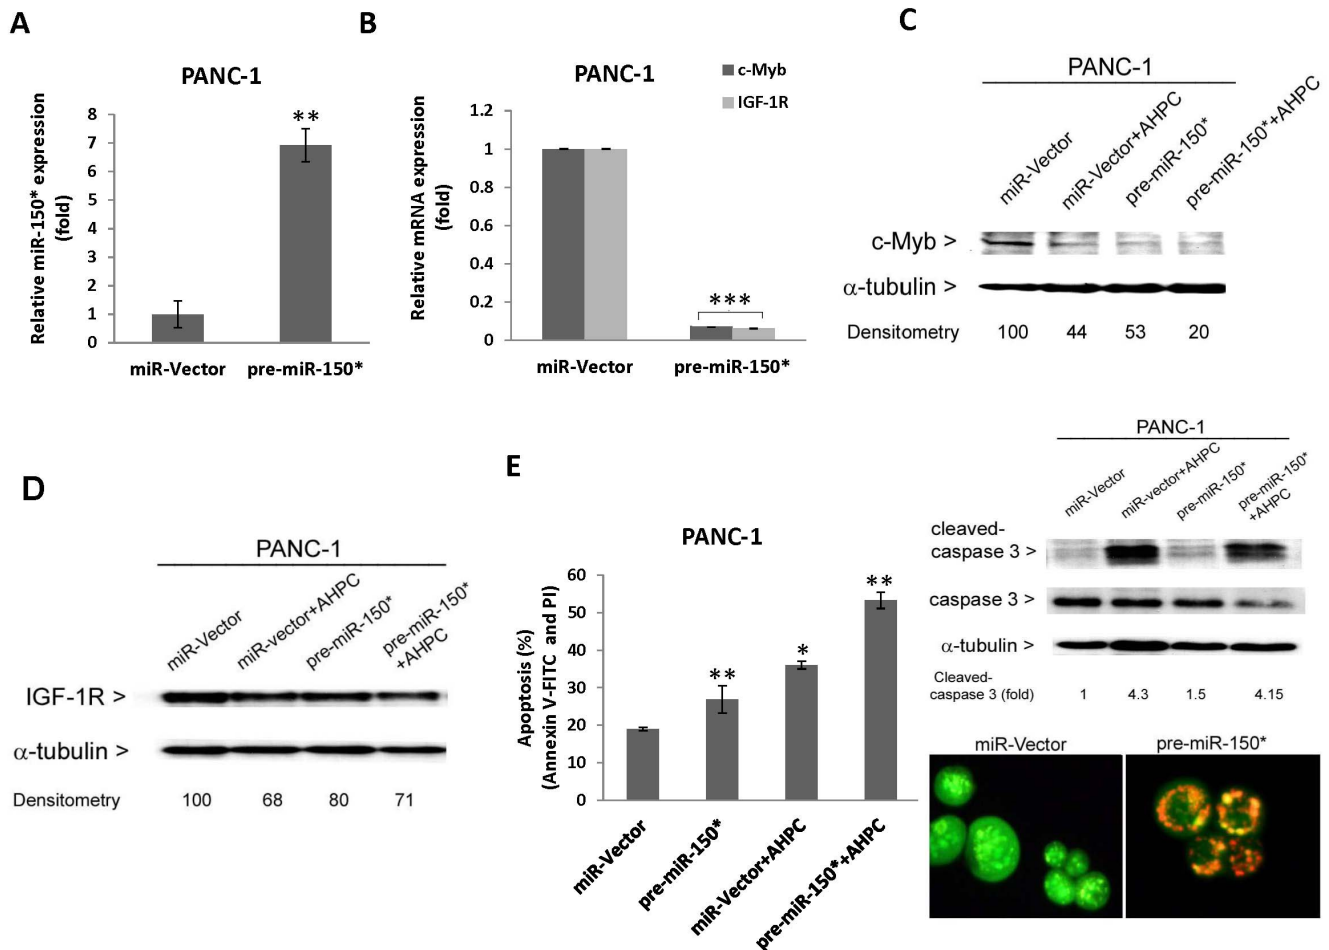 A
PANC-1
Relative miR-150* expression
(fold)
8
7
6
5
4
3
2
1
0
**
miR-Vector
pre-miR-150*
B
PANC-1
c-Myb
IGF-1R
Relative mRNA expression
(fold)
1.2
1
0.8
0.6
0.4
0.2
0
***
miR-Vector
pre-miR-150*
C
PANC-1
miR-Vector
miR-Vector+AHPC
pre-miR-150*
pre-miR-150*+AHPC
c-Myb >
α-tubulin >
Densitometry 100 44 53 20
D
PANC-1
miR-Vector
miR-vector+AHPC
pre-miR-150*
pre-miR-150*
+AHPC
IGF-1R >
α-tubulin >
Densitometry 100 68 80 71
E
PANC-1
Apoptosis (%)
(Annexin V-FITC and PI)
60
50
40
30
20
10
0
**
*
**
miR-Vector
pre-miR-150*
miR-Vector+AHPC
pre-miR-150*+AHPC
PANC-1
miR-Vector
miR-vector+AHPC
pre-miR-150*
pre-miR-150*
+AHPC
cleaved-
caspase 3 >
caspase 3 >
α-tubulin >
Cleaved-
caspase 3 (fold) 1 4.3 1.5 4.15
miR-Vector
pre-miR-150*